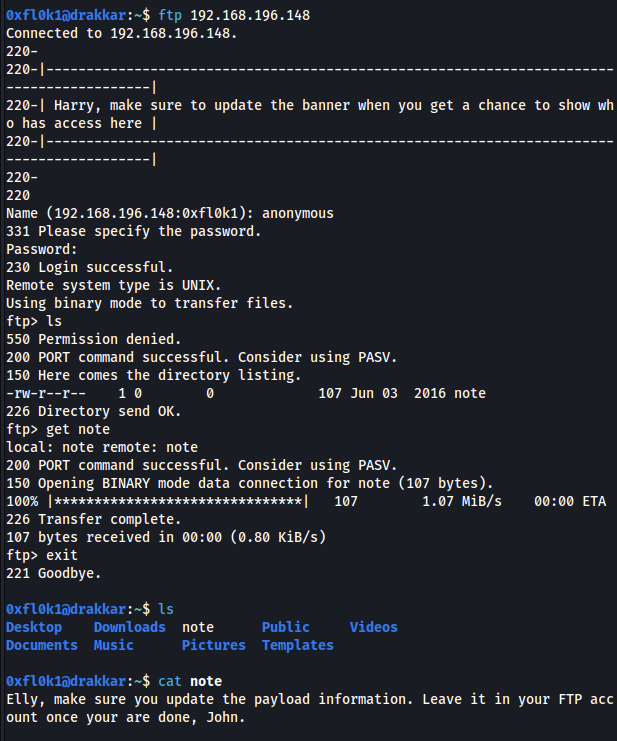 0xfl0k1@drakkar:~$ ftp 192.168.196.148
Connected to 192.168.196.148.
220-
220-|-----------------------------------------------------------------------
------------------|
220-| Harry, make sure to update the banner when you get a chance to show wh
o has access here |
220-|-----------------------------------------------------------------------
------------------|
220-
220
Name (192.168.196.148:0xfl0k1): anonymous
331 Please specify the password.
Password:
230 Login successful.
Remote system type is UNIX.
Using binary mode to transfer files.
ftp> ls
550 Permission denied.
200 PORT command successful. Consider using PASV.
150 Here comes the directory listing.
-rw-r--r--    1 0        0             107 Jun 03  2016 note
226 Directory send OK.
ftp> get note
local: note remote: note
200 PORT command successful. Consider using PASV.
150 Opening BINARY mode data connection for note (107 bytes).
100% |*******************************|   107        1.07 MiB/s    00:00 ETA
226 Transfer complete.
107 bytes received in 00:00 (0.80 KiB/s)
ftp> exit
221 Goodbye.
0xfl0k1@drakkar:~$ ls
Desktop    Downloads  note      Public     Videos
Documents  Music      Pictures  Templates
0xfl0k1@drakkar:~$ cat note
Elly, make sure you update the payload information. Leave it in your FTP acc
ount once your are done, John.